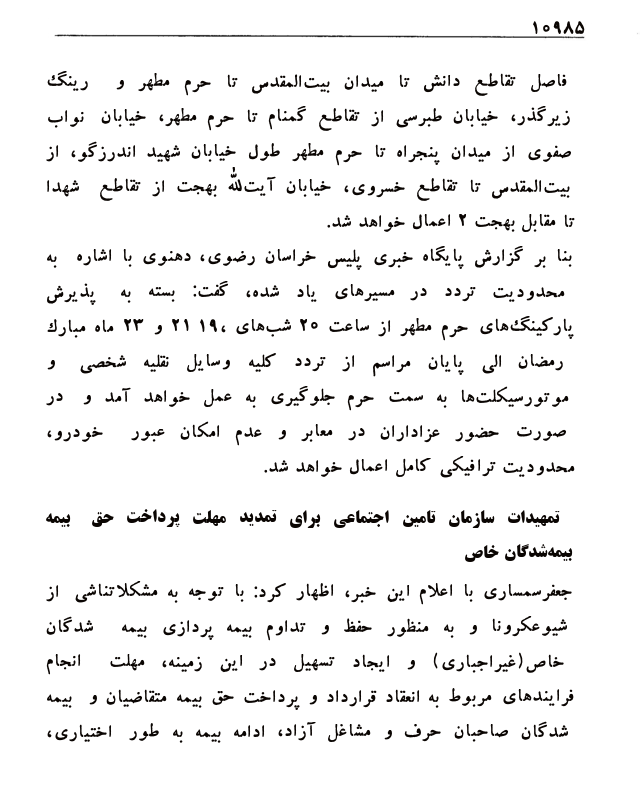 ۱۰۹۸۵
فاصل تقاطع دانش تا میدان بیت‌المقدس تا حرم مطهر و رینگ
زیرگذر، خیابان طبرسی از تقاطع گمنام تا حرم مطهر، خیابان نواب
صفوی از میدان پنجراه تا حرم مطهر طول خیابان شهید اندرزگو، از
بیت‌المقدس تا تقاطع خسروی، خیابان آیت‌الله بهجت از تقاطع شهدا
تا مقابل بهجت ۲ اعمال خواهد شد.
بنا بر گزارش پایگاه خبری پلیس خراسان رضوی، دهنوی با اشاره به
محدودیت تردد در مسیرهای یاد شده، گفت: بسته به پذیرش
پارکینگ‌های حرم مطهر از ساعت ۲۰ شب‌های ،۱۹ ۲۱ و ۲۳ ماه مبارك
رمضان الی پایان مراسم از تردد کلیه وسایل نقلیه شخصی و
موتورسیکلت‌ها به سمت حرم جلوگیری به عمل خواهد آمد و در
صورت حضور عزاداران در معابر و عدم امکان عبور خودرو،
محدودیت ترافیکی کامل اعمال خواهد شد.
تمهیدات سازمان تامین اجتماعی برای تمدید مهلت پرداخت حق بیمه
بیمه‌شدگان خاص
جعفرسمساری با اعلام این خبر، اظهار کرد: با توجه به مشکلاتناشی از
شیوعکرونا و به منظور حفظ و تداوم بیمه پردازی بیمه شدگان
خاص(غیراجباری) و ایجاد تسهیل در این زمینه، مهلت انجام
فرایندهای مربوط به انعقاد قرارداد و پرداخت حق بیمه متقاضیان و بیمه
شدگان صاحبان حرف و مشاغل آزاد، ادامه بیمه به طور اختیاری،